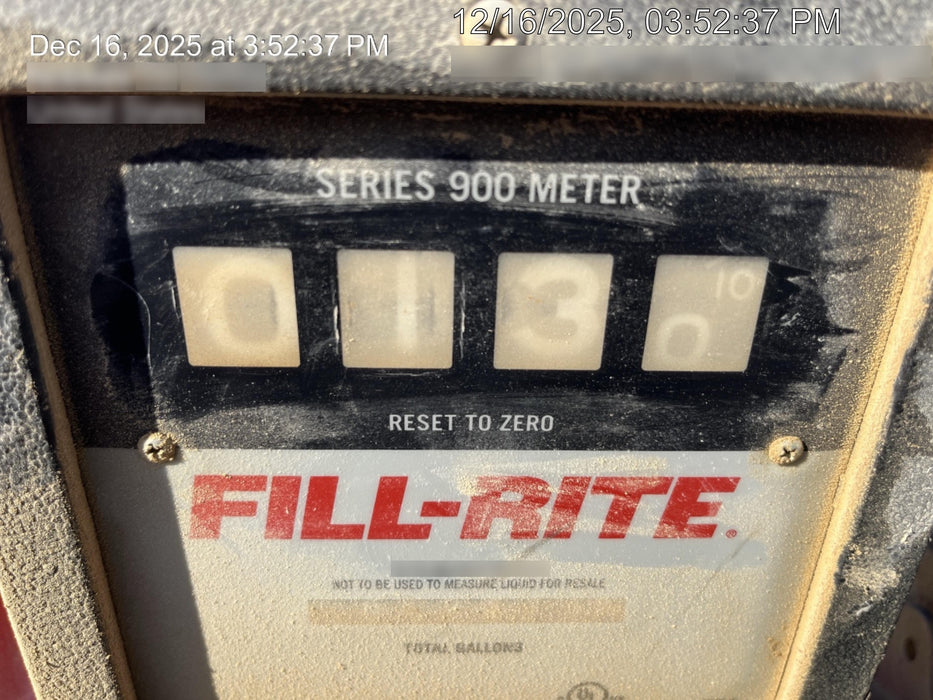 Dec 16, 2025 at 3:52:37 PM
12/16/2025, 03:52:37 PM
SERIES 900 METER
0 1 3 10
0
RESET TO ZERO
FILL-RITE®
NOT TO BE USED TO MEASURE LIQUID FOR RESALE
TOTAL GALLONS
UL